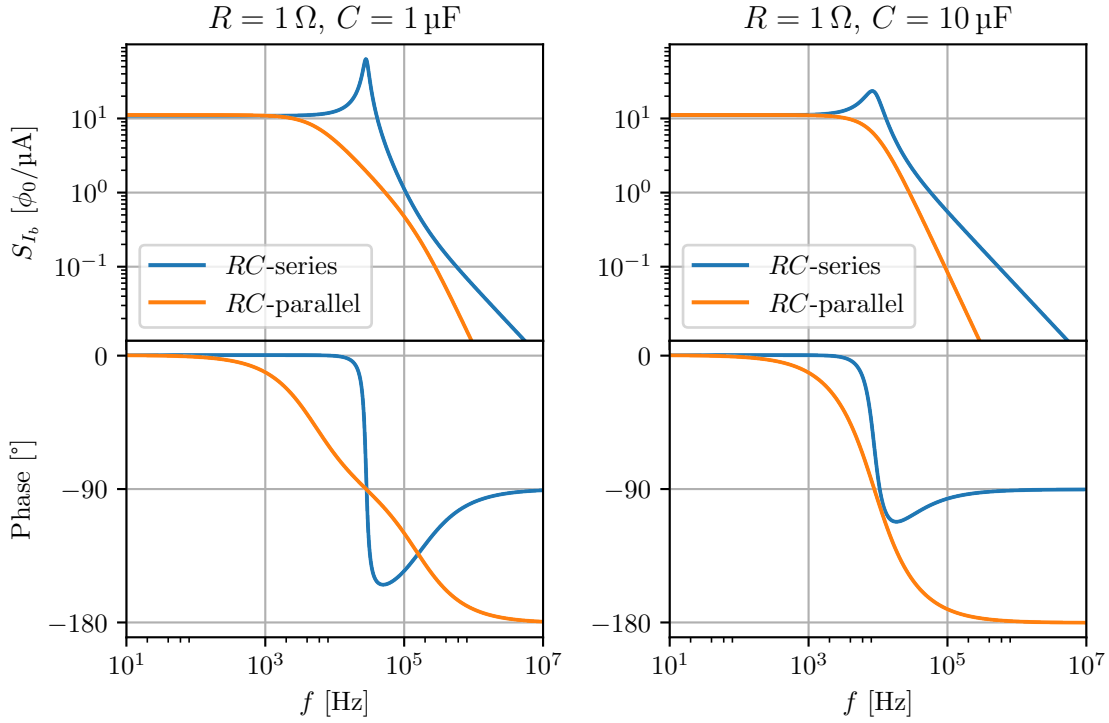 R = 1 Ω, C = 1 µF
R = 1 Ω, C = 10 µF
S_{I_b} [ϕ_0/µA]
10^1
10^0
10^{-1}
RC-series
RC-parallel
10^1
10^0
10^{-1}
RC-series
RC-parallel
Phase [°]
0
−90
−180
0
−90
−180
10^1
10^3
10^5
10^7
f [Hz]
10^1
10^3
10^5
10^7
f [Hz]